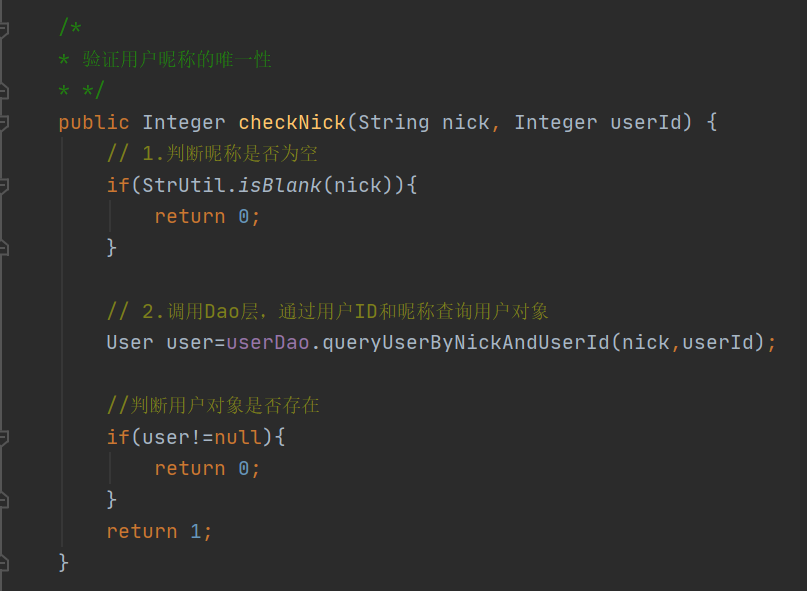 /*
* 验证用户昵称的唯一性
* */
public Integer checkNick(String nick, Integer userId) {
// 1.判断昵称是否为空
if(StrUtil.isBlank(nick)){
return 0;
}
// 2.调用Dao层，通过用户ID和昵称查询用户对象
User user=userDao.queryUserByNickAndUserId(nick,userId);
//判断用户对象是否存在
if(user!=null){
return 0;
}
return 1;
}